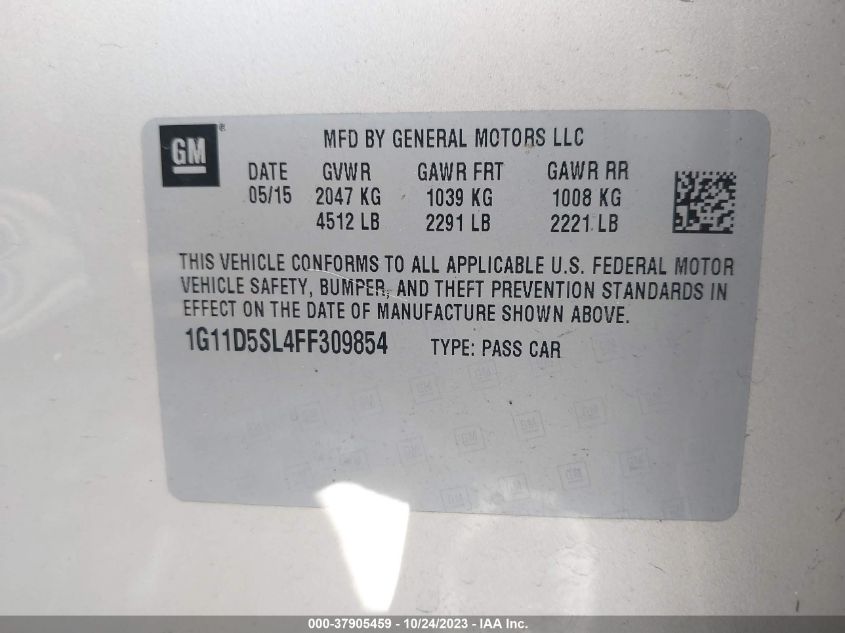 GM®
MFD BY GENERAL MOTORS LLC
DATE GVWR GAWR FRT GAWR RR
05/15 2047 KG 1039 KG 1008 KG
4512 LB 2291 LB 2221 LB
THIS VEHICLE CONFORMS TO ALL APPLICABLE U.S. FEDERAL MOTOR
VEHICLE SAFETY, BUMPER, AND THEFT PREVENTION STANDARDS IN
EFFECT ON THE DATE OF MANUFACTURE SHOWN ABOVE.
1G11D5SL4FF309854 TYPE: PASS CAR
000-37905459 - 10/24/2023 - IAA Inc.